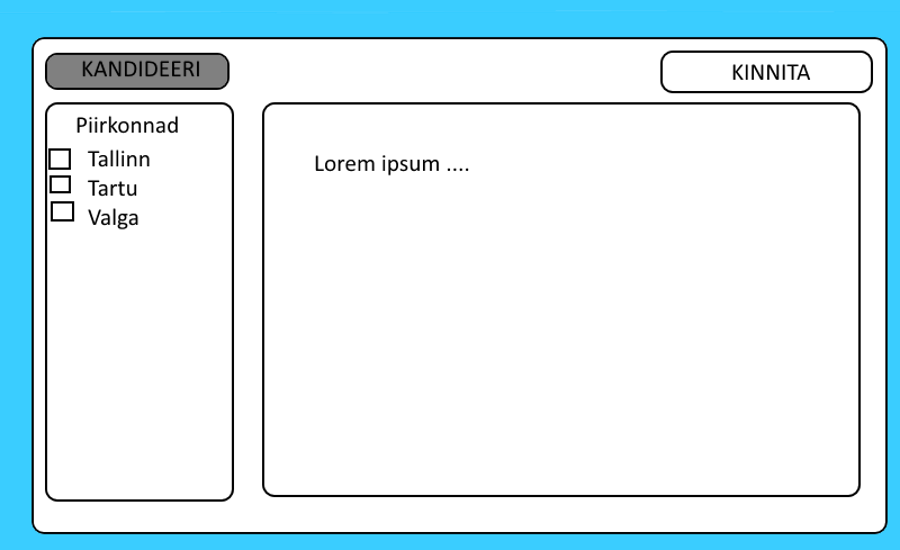 KANDIDEERI
KINNITA
Piirkonnad
Tallinn
Tartu
Valga
Lorem ipsum ....